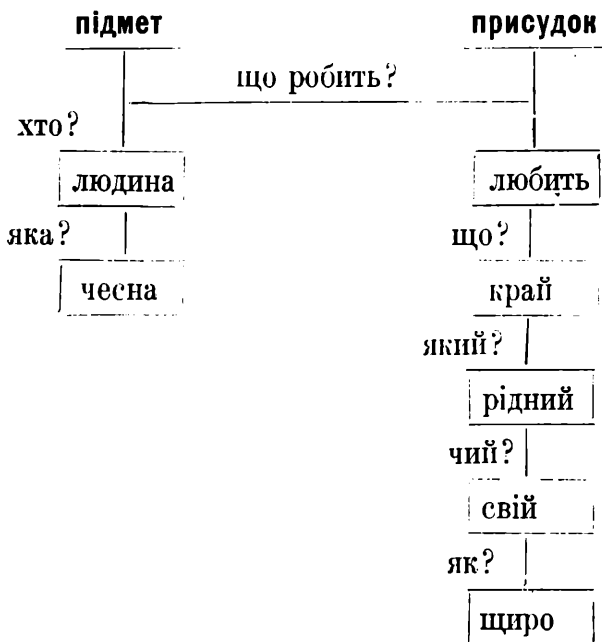 підмет присудок
що робить?
хто?
людина любить
яка? що?
чесна край
який?
рідний
чий?
свій
як?
щиро